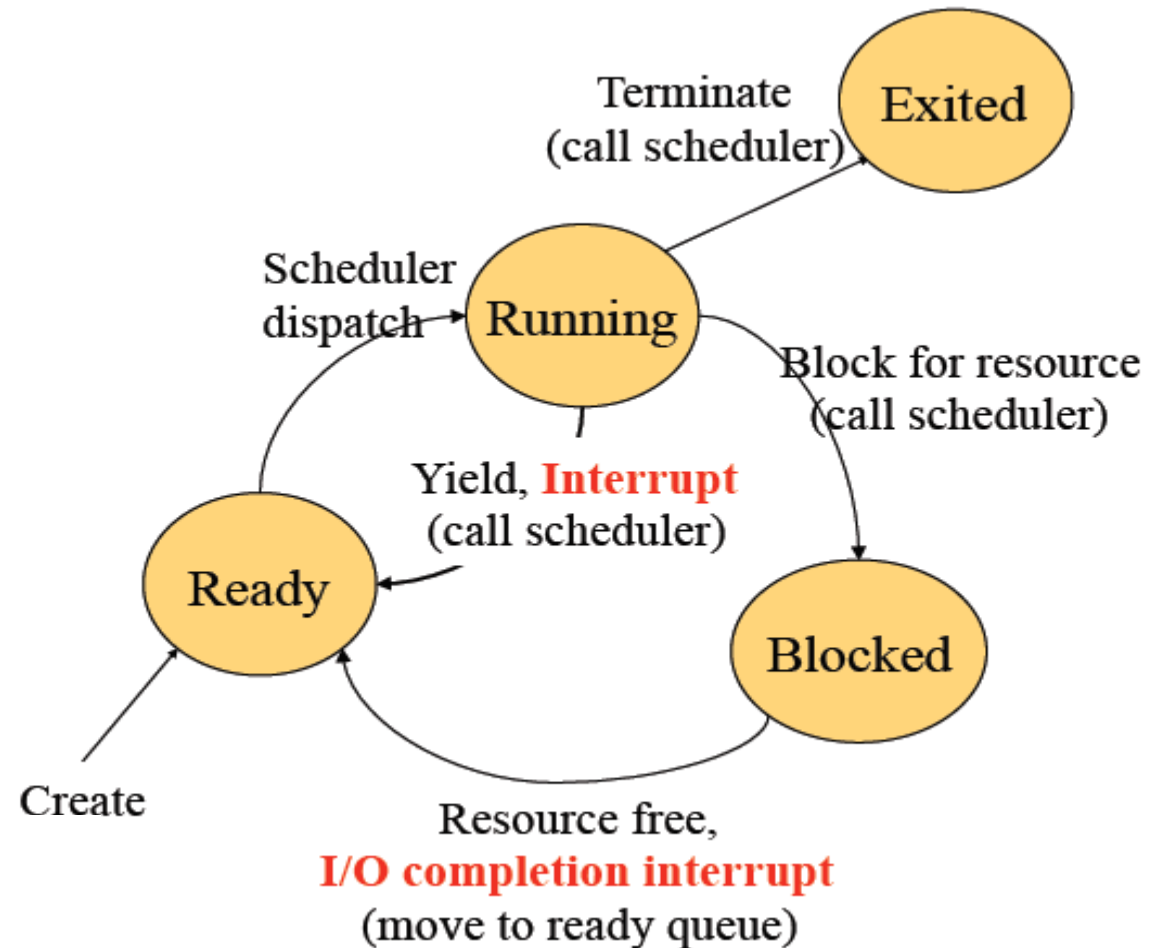 Terminate
(call scheduler)
Exited
Scheduler
dispatch
Running
Block for resource
(call scheduler)
Yield, Interrupt
(call scheduler)
Ready
Blocked
Create
Resource free,
I/O completion interrupt
(move to ready queue)